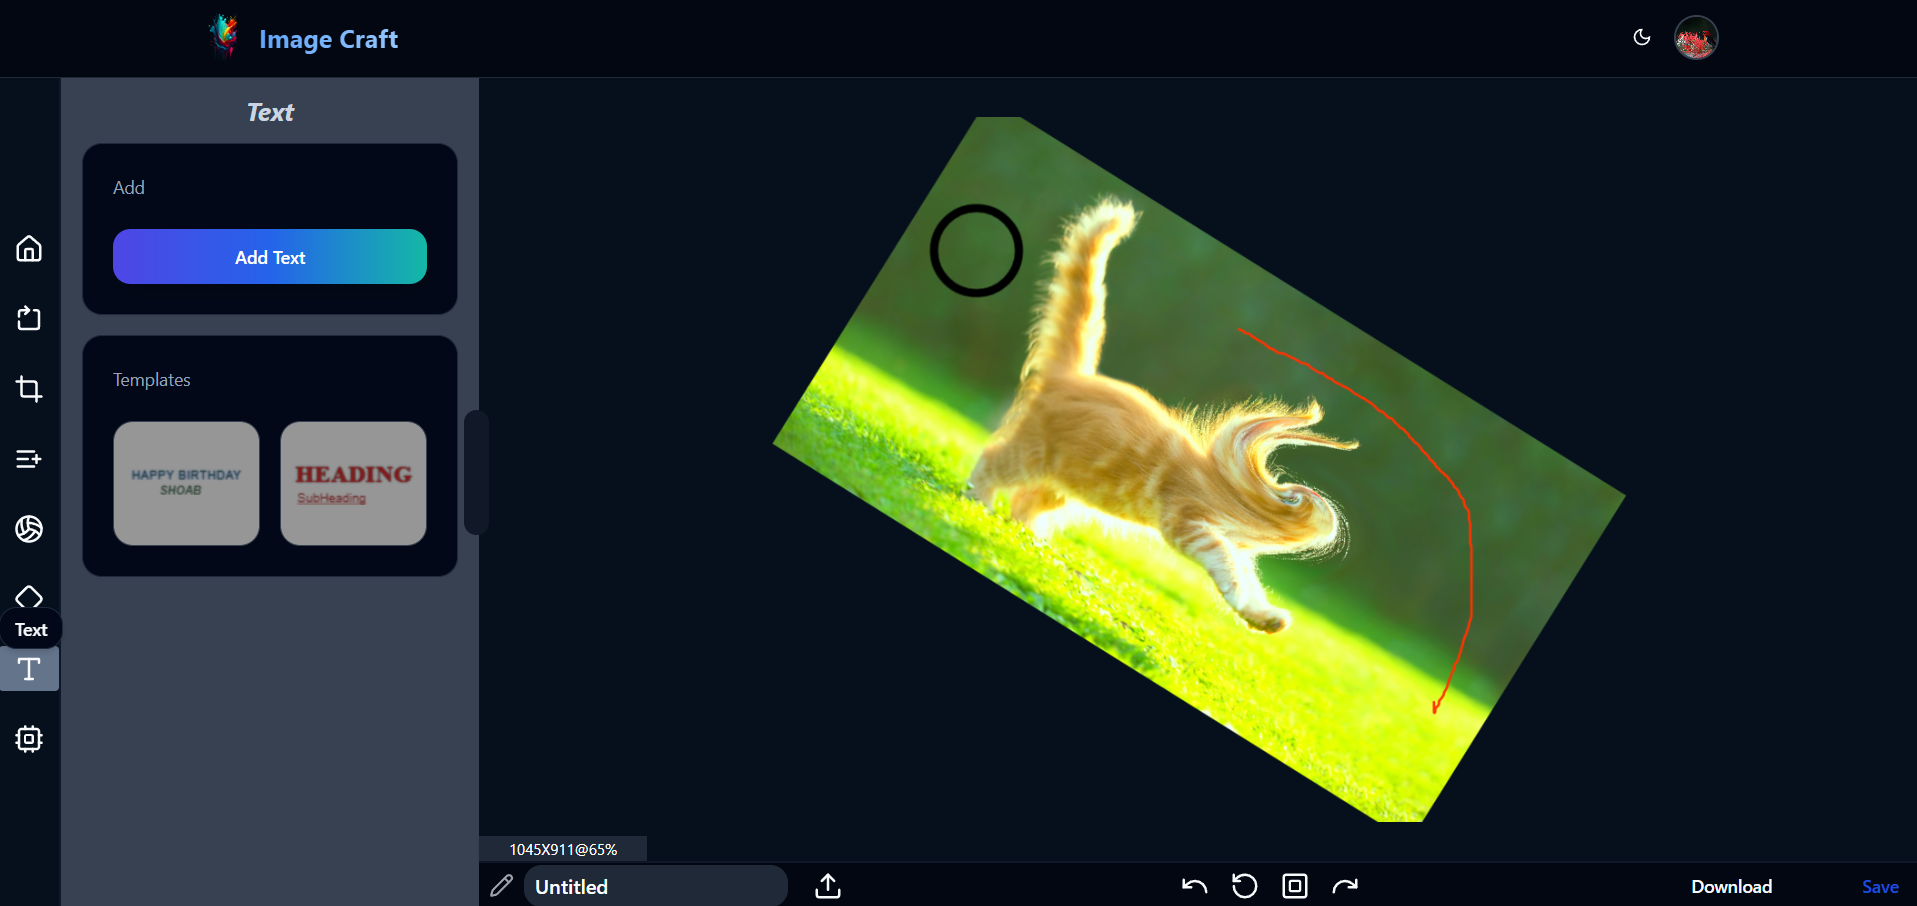 Image Craft
Text
Add
Add Text
Templates
HAPPY BIRTHDAY
SHOAB
HEADING
SubHeading
Text
1045X911@65%
Untitled
Download
Save